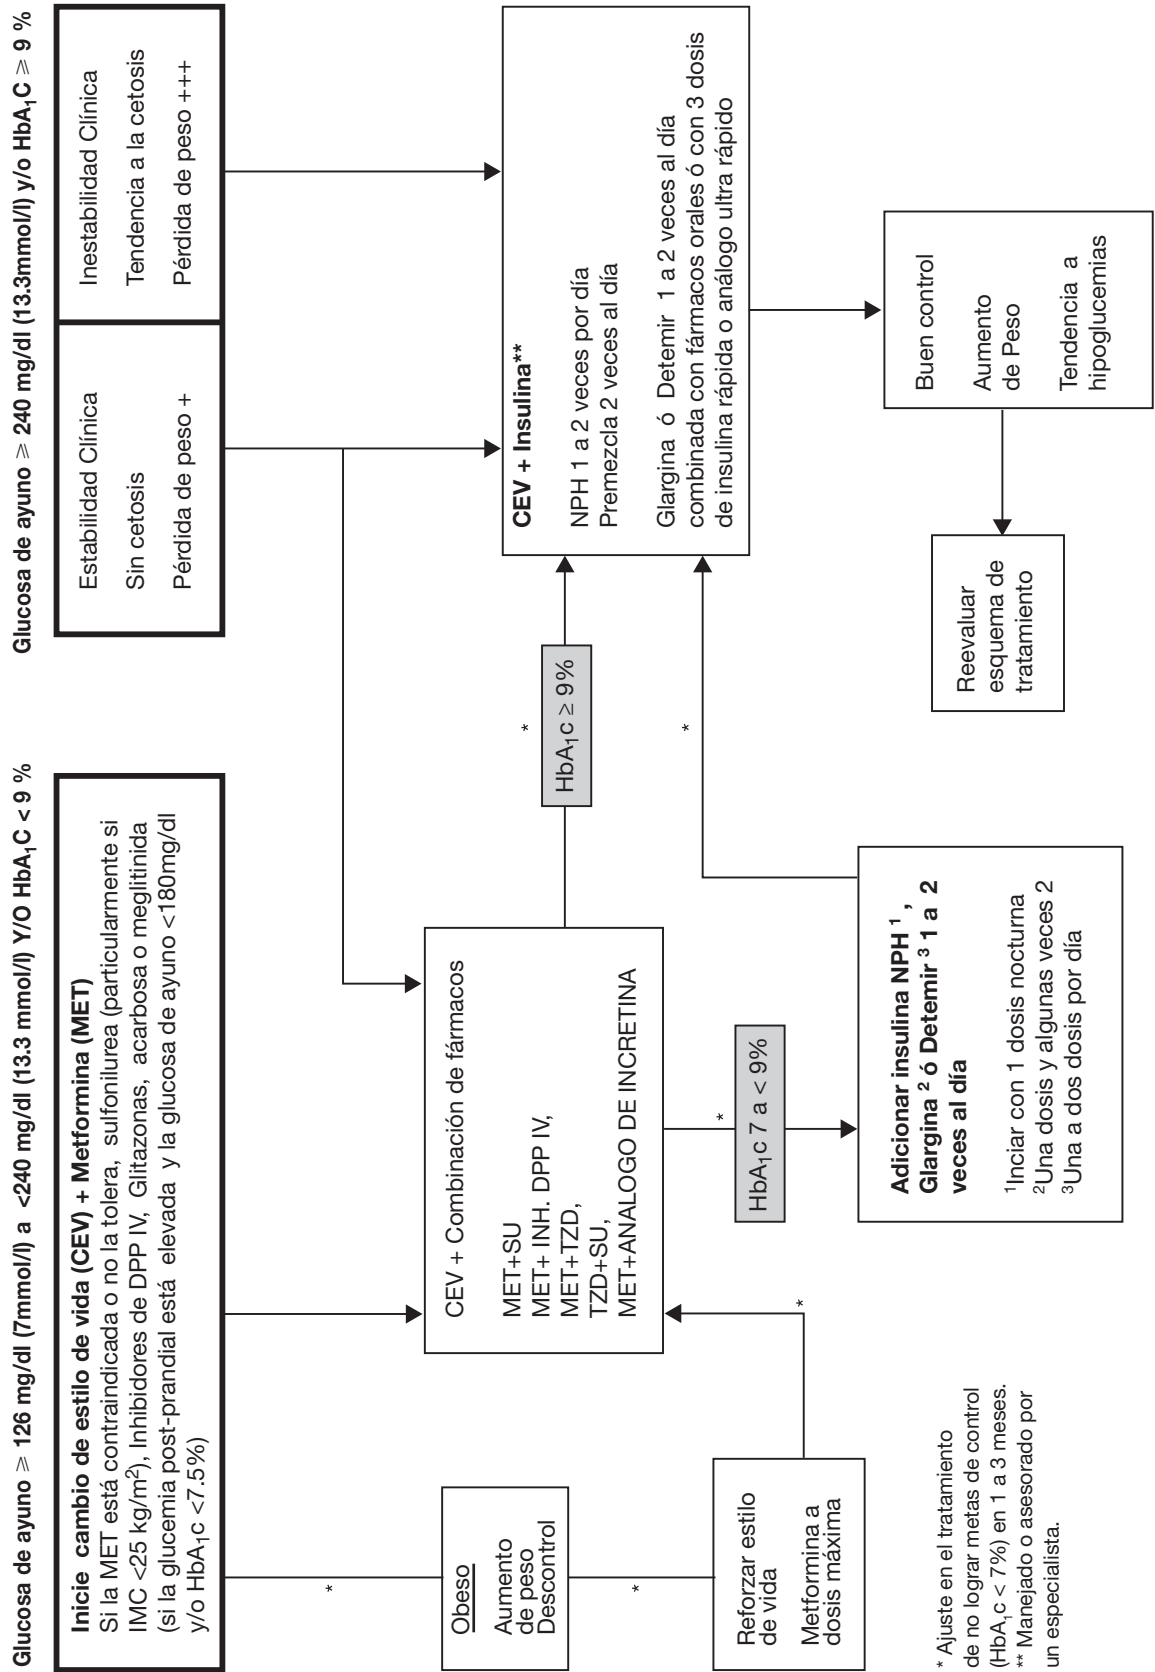 Glucosa de ayuno ⩾ 126 mg/dl (7mmol/l) a <240 mg/dl (13.3 mmol/l) Y/O HbA₁C < 9 %
Glucosa de ayuno ⩾ 240 mg/dl (13.3mmol/l) y/o HbA₁C ⩾ 9 %
Inicie cambio de estilo de vida (CEV) + Metformina (MET)
Si la MET está contraindicada o no la tolera, sulfonilurea (particularmente si
IMC <25 kg/m²), Inhibidores de DPP IV, Glitazonas, acarbosa o meglitinida
(si la glucemia post-prandial está elevada y la glucosa de ayuno <180mg/dl
y/o HbA₁c <7.5%)
Estabilidad Clínica
Sin cetosis
Pérdida de peso +
Inestabilidad Clínica
Tendencia a la cetosis
Pérdida de peso +++
*
Obeso
Aumento
de peso
Descontrol
*
Reforzar estilo
de vida
Metformina a
dosis máxima
*
CEV + Combinación de fármacos
MET+SU
MET+ INH. DPP IV,
MET+TZD,
TZD+SU,
MET+ANALOGO DE INCRETINA
*
HbA₁c ≥ 9%
*
HbA₁c 7 a < 9%
CEV + Insulina**
NPH 1 a 2 veces por día
Premezcla 2 veces al día
Glargina ó Detemir 1 a 2 veces al día
combinada con fármacos orales ó con 3 dosis
de insulina rápida o análogo ultra rápido
*
Adicionar insulina NPH ¹ ,
Glargina ² ó Detemir ³ 1 a 2
veces al día
¹Inciar con 1 dosis nocturna
²Una dosis y algunas veces 2
³Una a dos dosis por día
Buen control
Aumento
de Peso
Tendencia a
hipoglucemias
Reevaluar
esquema de
tratamiento
* Ajuste en el tratamiento
de no lograr metas de control
(HbA₁c < 7%) en 1 a 3 meses.
** Manejado o asesorado por
un especialista.